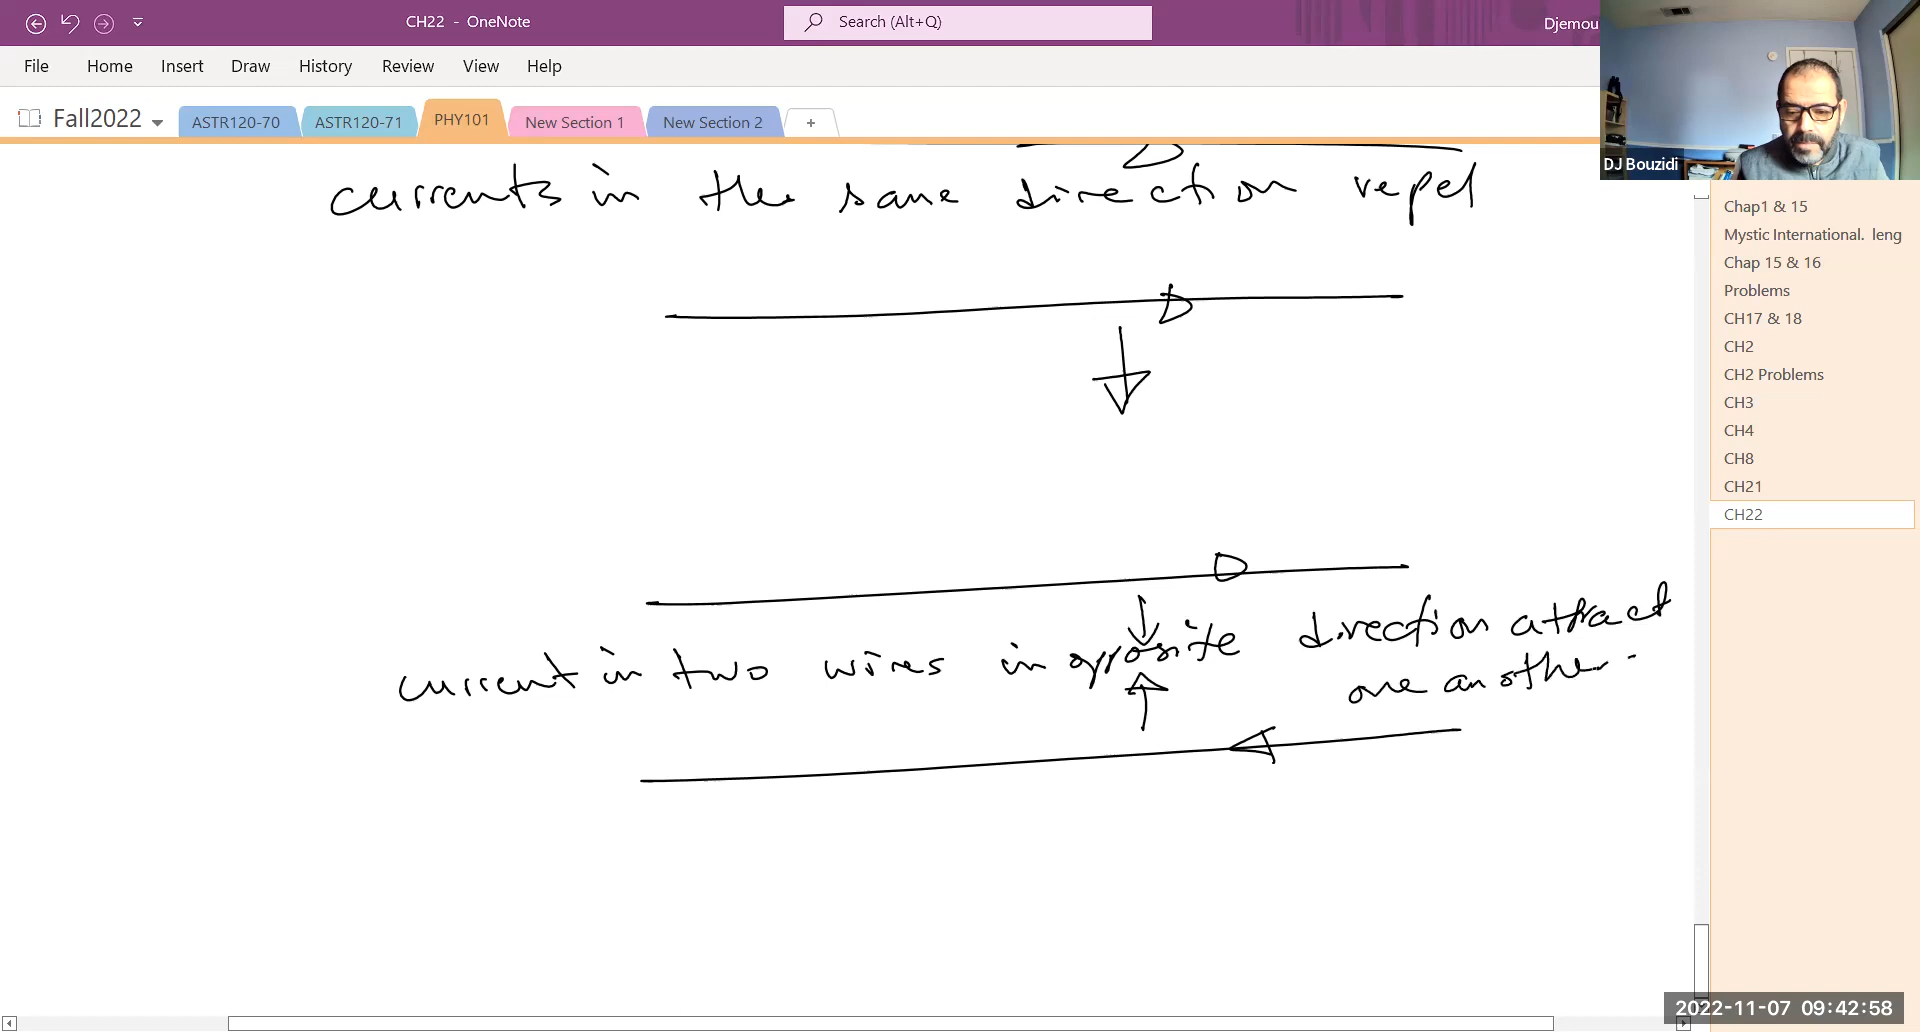 CH22 - OneNote
Search (Alt+Q)
Djemou
File Home Insert Draw History Review View Help
Fall2022
ASTR120-70
ASTR120-71
PHY101
New Section 1
New Section 2
+
DJ Bouzidi
currents in the same direction repel
current in two wires in opposite direction attract
one another.
Chap1 & 15
Mystic International. leng
Chap 15 & 16
Problems
CH17 & 18
CH2
CH2 Problems
CH3
CH4
CH8
CH21
CH22
2022-11-07 09:42:58